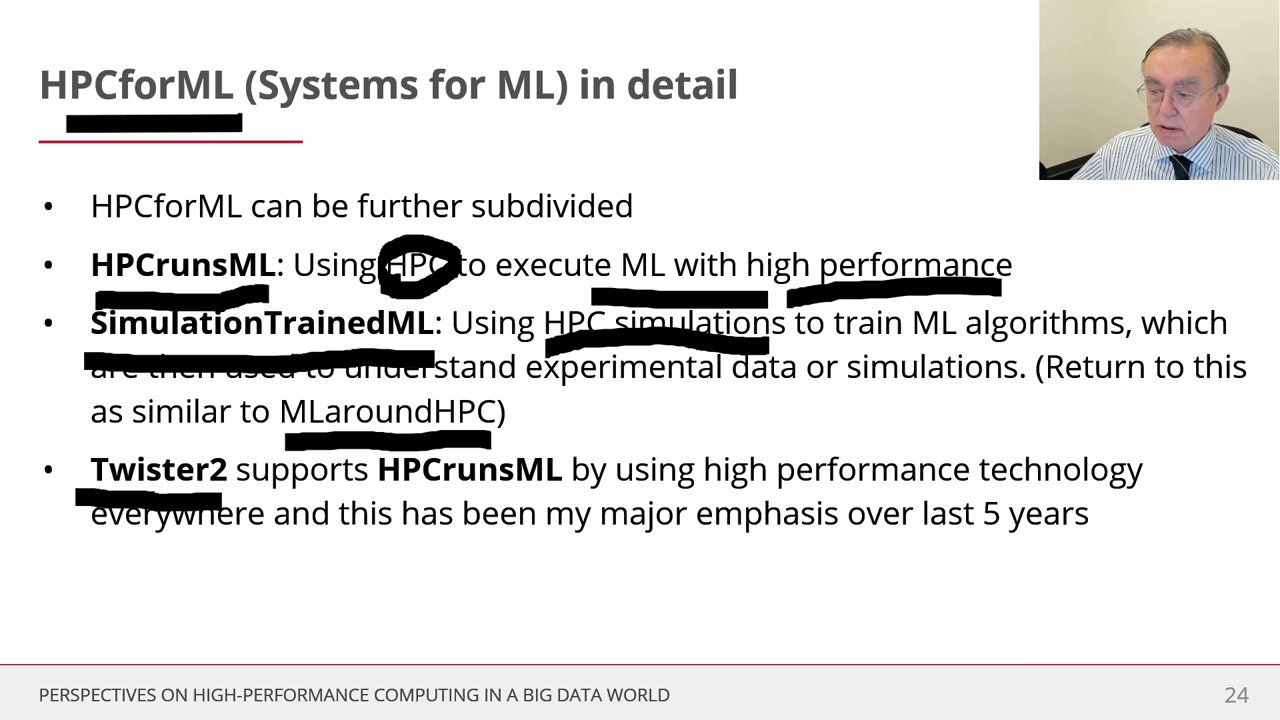 HPCforML (Systems for ML) in detail
• HPCforML can be further subdivided
• HPCrunsML: Using HPC to execute ML with high performance
• SimulationTrainedML: Using HPC simulations to train ML algorithms, which
are then used to understand experimental data or simulations. (Return to this
as similar to MLaroundHPC)
• Twister2 supports HPCrunsML by using high performance technology
everywhere and this has been my major emphasis over last 5 years
PERSPECTIVES ON HIGH-PERFORMANCE COMPUTING IN A BIG DATA WORLD
24